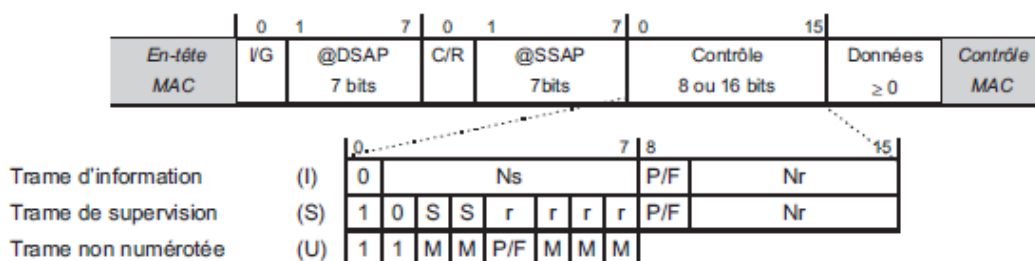 0 1 7 0 1 7 0 15
En-tête I/G @DSAP C/R @SSAP Contrôle Données Contrôle
MAC 7 bits 7bits 8 ou 16 bits ≥ 0 MAC
0 7 8 15
Trame d'information (I) 0 Ns P/F Nr
Trame de supervision (S) 1 0 S S r r r r P/F Nr
Trame non numérotée (U) 1 1 M M P/F M M M